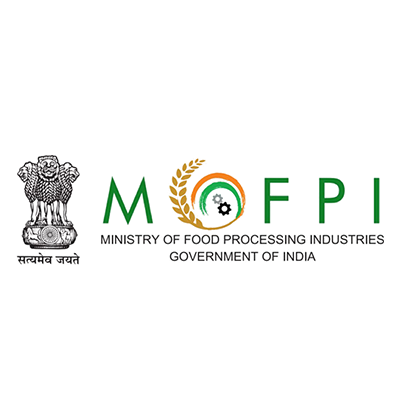 सत्यमेव जयते
MOFPI
MINISTRY OF FOOD PROCESSING INDUSTRIES
GOVERNMENT OF INDIA